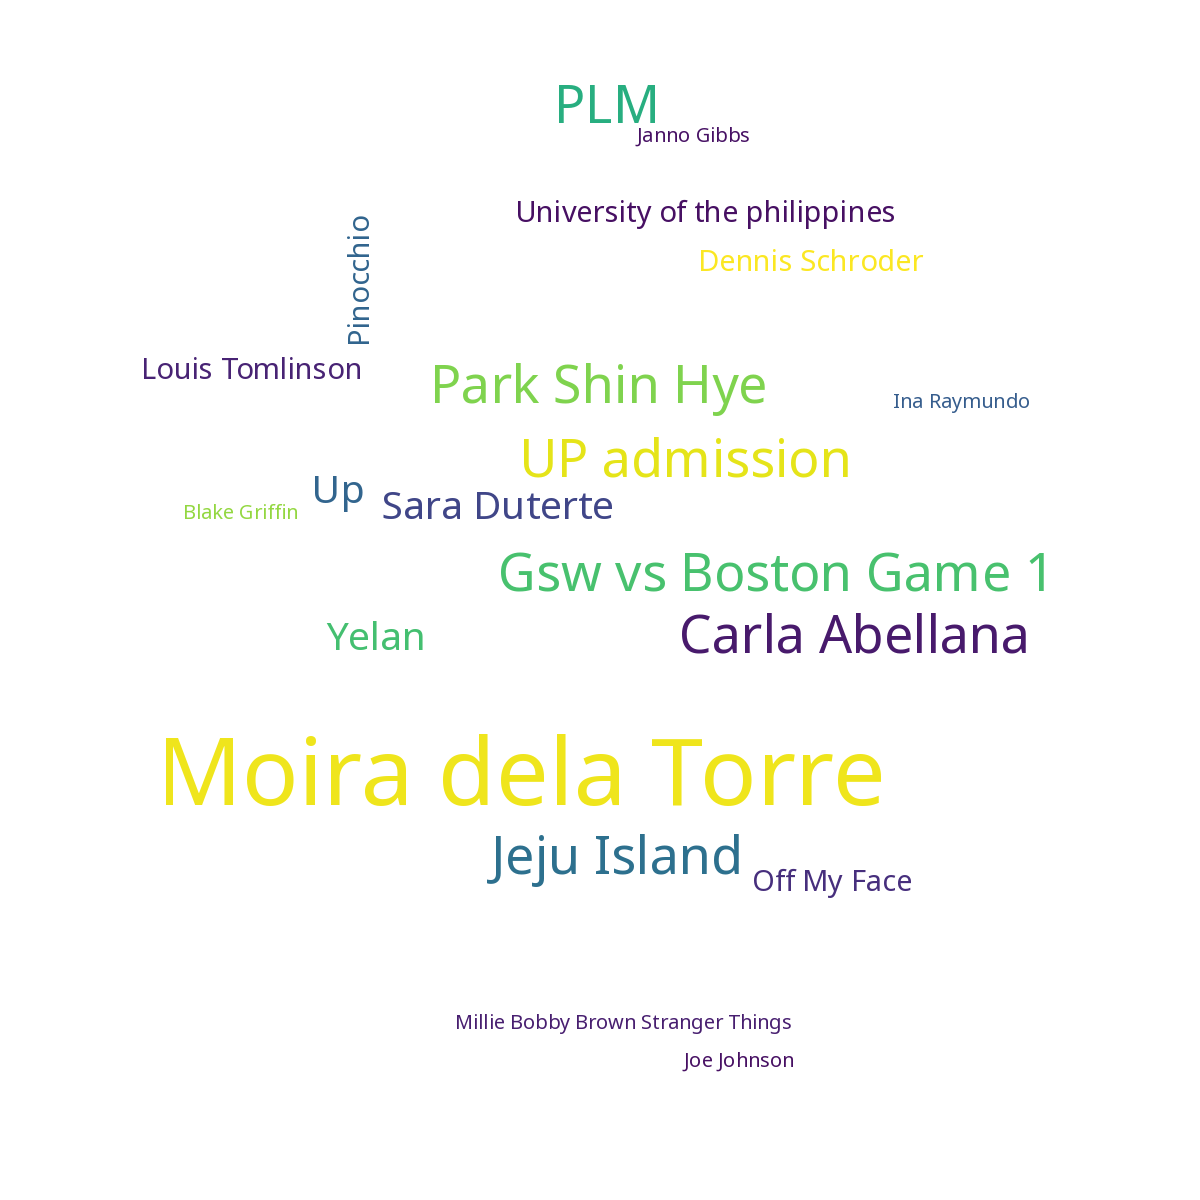 PLM
Janno Gibbs
University of the philippines
Dennis Schroder
Pinocchio
Louis Tomlinson
Park Shin Hye
Ina Raymundo
UP admission
Up
Sara Duterte
Blake Griffin
Gsw vs Boston Game 1
Carla Abellana
Yelan
Moira dela Torre
Jeju Island
Off My Face
Millie Bobby Brown Stranger Things
Joe Johnson